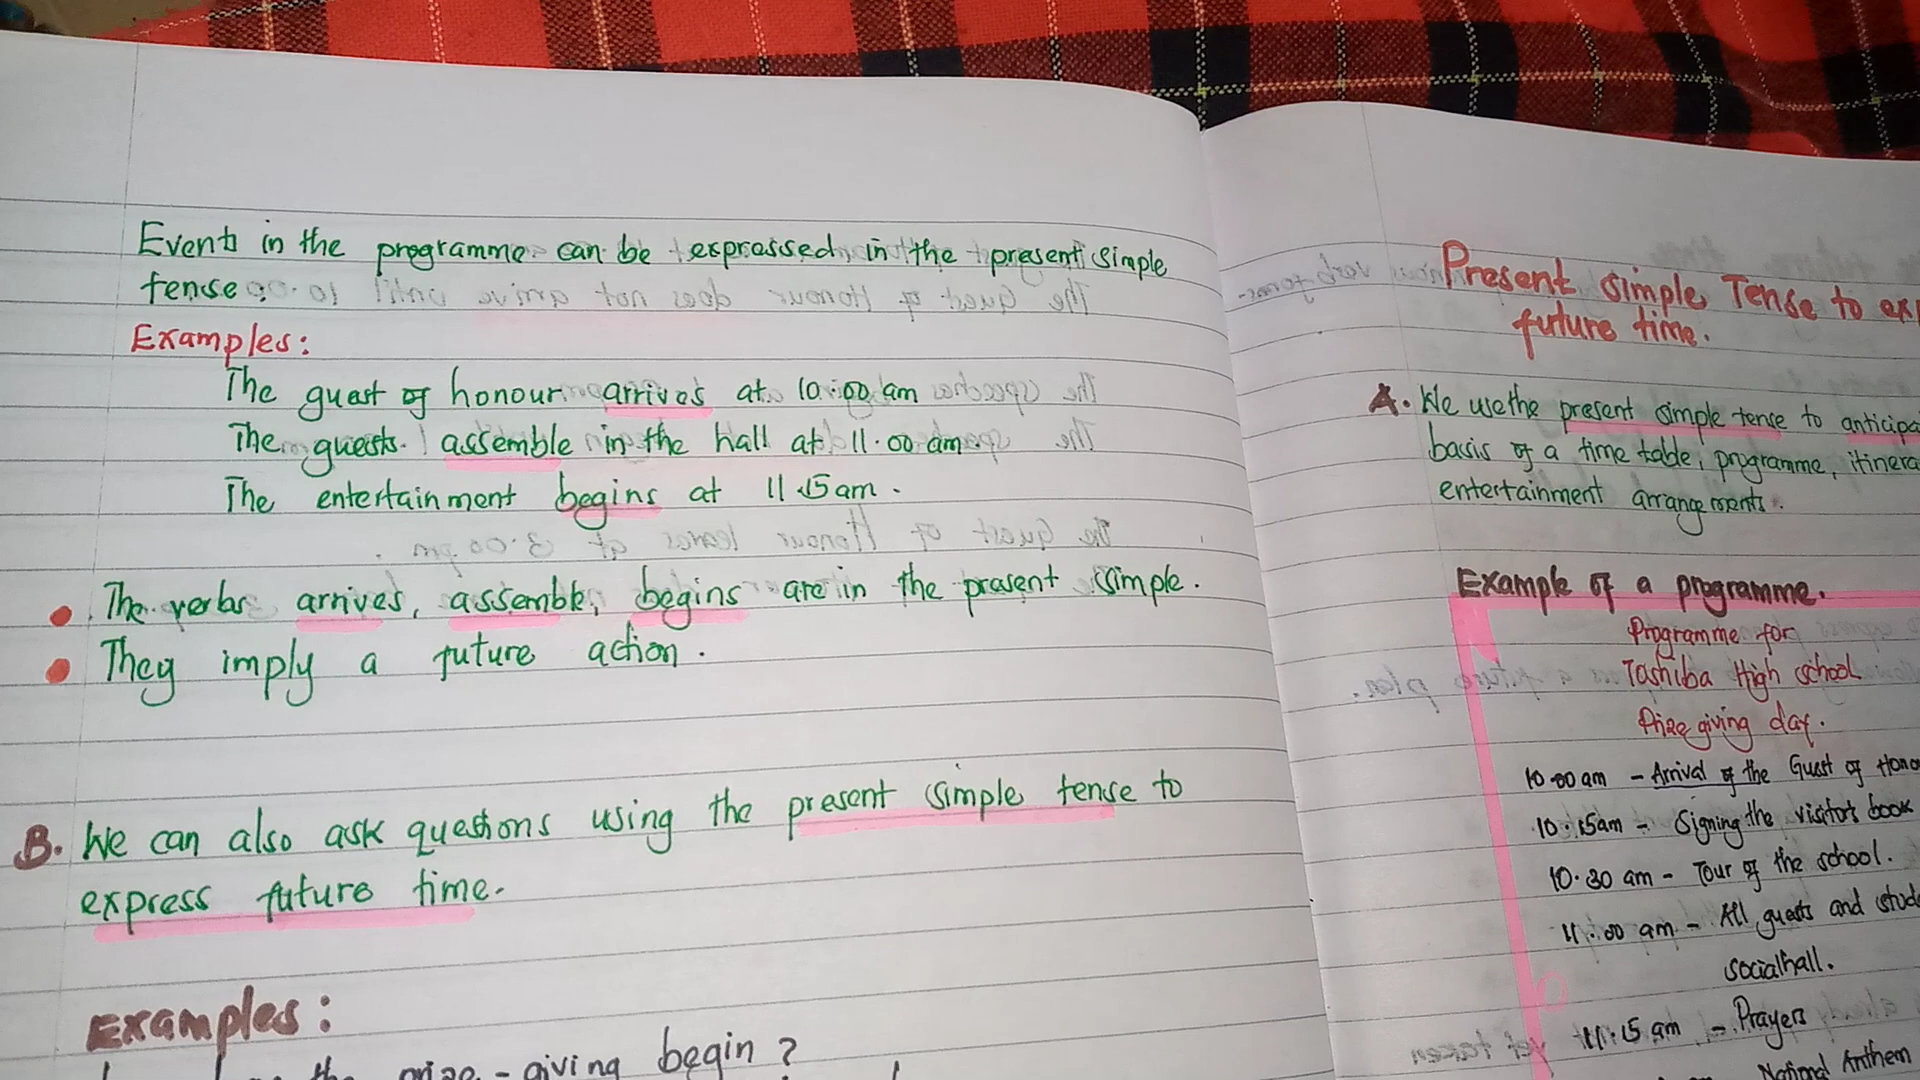 Events in the programme can be expressed in the present simple
tense.
Examples:
The guest of honour arrives at 10:00 am
The guests assemble in the hall at 11.00 am.
The entertainment begins at 11.15am.
The verbs arrives, assemble, begins are in the present simple.
They imply a future action.
B. We can also ask questions using the present simple tense to
express future time.
Examples:
the prize-giving begin?
Present simple Tense to
future time.
A. We use the present simple tense to
basis of a time table, programme,
entertainment arrangements.
Example of a programme.
Programme for
Tashiba High school
Prize giving day.
10.00am - Arrival of the Guest of
10:15am - Signing the visitors book
10.30 am - Tour of the school.
11.00 am - All guests and
socialhall.
11:15 am - Prayers
National Anthem